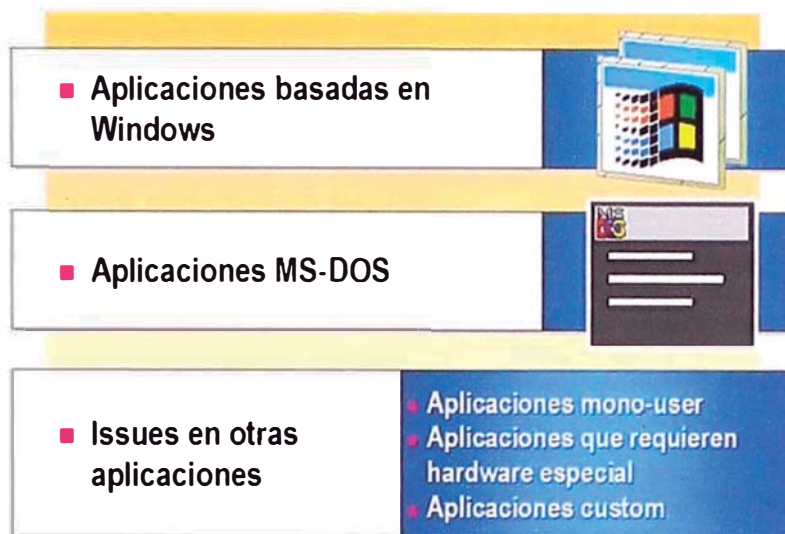 Aplicaciones basadas en
Windows
Aplicaciones MS-DOS
Issues en otras
aplicaciones
Aplicaciones mono-user
Aplicaciones que requieren
hardware especial
Aplicaciones custom